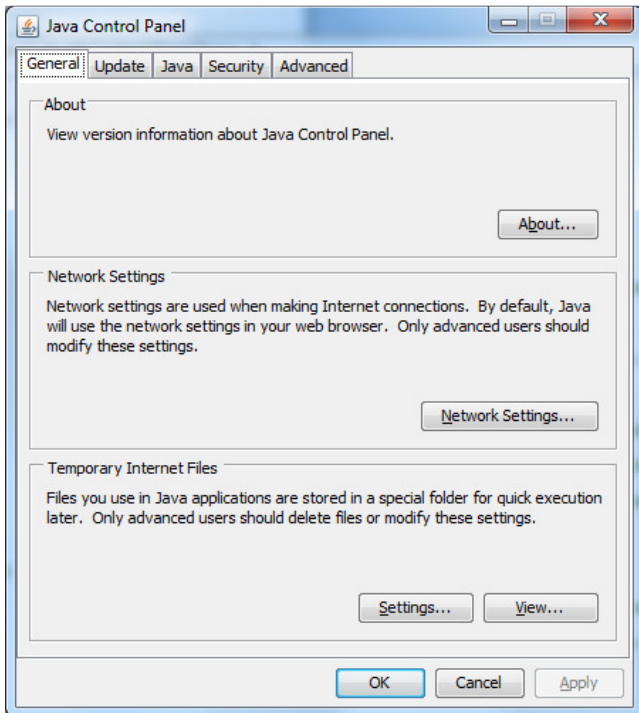 Java Control Panel
General Update Java Security Advanced
About
View version information about Java Control Panel.
About...
Network Settings
Network settings are used when making Internet connections.  By default, Java
will use the network settings in your web browser.  Only advanced users should
modify these settings.
Network Settings...
Temporary Internet Files
Files you use in Java applications are stored in a special folder for quick execution
later.  Only advanced users should delete files or modify these settings.
Settings... View...
OK Cancel Apply